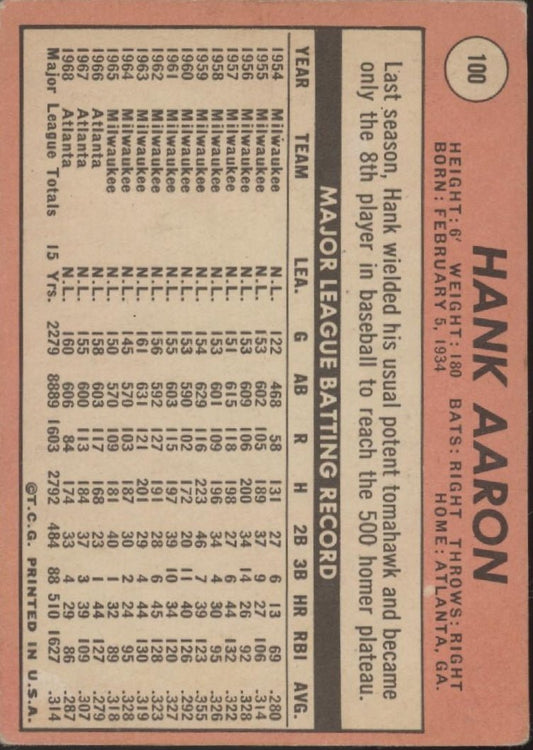 100
HANK AARON
HEIGHT: 6' WEIGHT: 180 BATS: RIGHT THROWS: RIGHT
BORN: FEBRUARY 5, 1934 HOME: ATLANTA, GA.
Last season, Hank wielded his usual potent tomahawk and became
only the 8th player in baseball to reach the 500 homer plateau.
MAJOR LEAGUE BATTING RECORD
YEAR TEAM LEA. G AB R H 2B 3B HR RBI AVG.
1954 Milwaukee N.L. 122 468 58 131 27 6 13 69 .280
1955 Milwaukee N.L. 153 602 105 189 37 9 27 106 .314
1956 Milwaukee N.L. 153 609 106 200 34 14 26 92 .328
1957 Milwaukee N.L. 151 615 118 198 27 6 44 132 .322
1958 Milwaukee N.L. 153 601 109 196 34 4 30 95 .326
1959 Milwaukee N.L. 154 629 116 223 46 7 39 123 .355
1960 Milwaukee N.L. 153 590 102 172 20 11 40 126 .292
1961 Milwaukee N.L. 155 603 115 197 39 10 34 120 .327
1962 Milwaukee N.L. 156 592 127 191 28 6 45 128 .323
1963 Milwaukee N.L. 161 631 121 201 29 4 44 130 .319
1964 Milwaukee N.L. 145 570 103 187 30 2 24 95 .328
1965 Milwaukee N.L. 150 570 109 181 40 1 32 89 .318
1966 Atlanta N.L. 158 603 117 168 23 1 44 127 .279
1967 Atlanta N.L. 155 600 113 184 37 3 39 109 .307
1968 Atlanta N.L. 160 606 84 174 33 4 29 86 .287
Major League Totals 15 Yrs. 2279 8889 1603 2792 484 88 510 1627 .314
©T.C.G. PRINTED IN U.S.A.